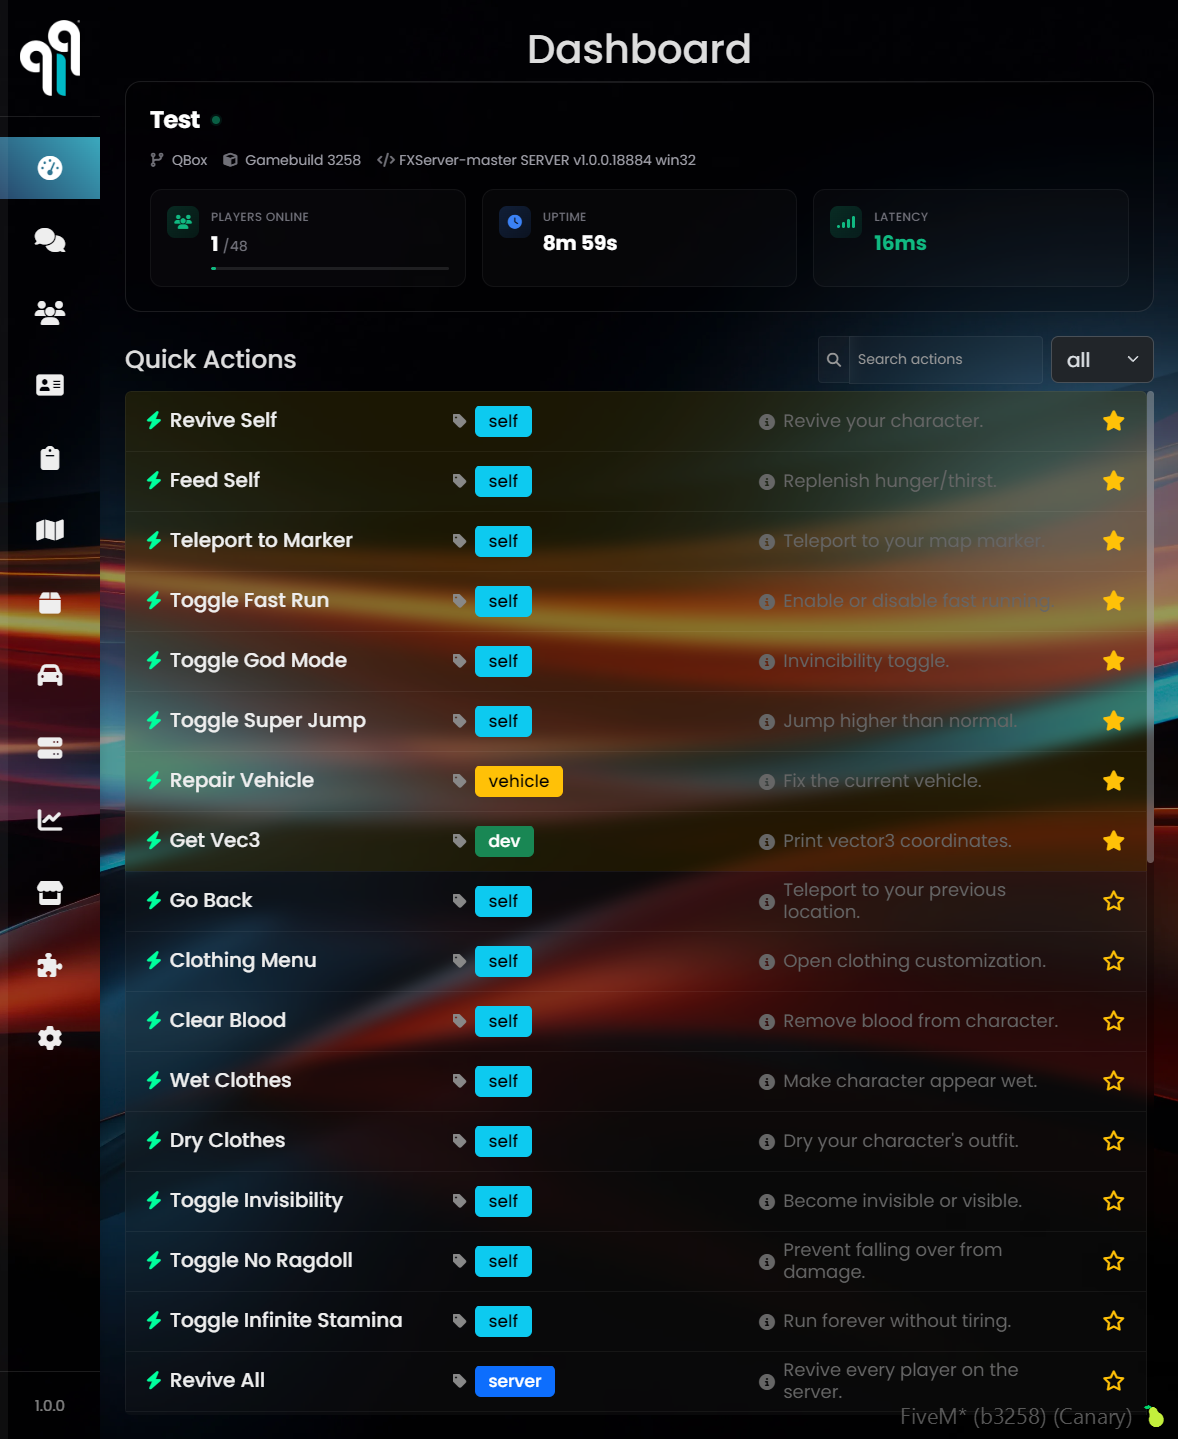 Dashboard
Test
QBox Gamebuild 3258 FXServer-master SERVER v1.0.0.18884 win32
PLAYERS ONLINE
1 /48
UPTIME
8m 59s
LATENCY
16ms
Quick Actions
Search actions
all
Revive Self self Revive your character.
Feed Self self Replenish hunger/thirst.
Teleport to Marker self Teleport to your map marker.
Toggle Fast Run self Enable or disable fast running.
Toggle God Mode self Invincibility toggle.
Toggle Super Jump self Jump higher than normal.
Repair Vehicle vehicle Fix the current vehicle.
Get Vec3 dev Print vector3 coordinates.
Go Back self Teleport to your previous
location.
Clothing Menu self Open clothing customization.
Clear Blood self Remove blood from character.
Wet Clothes self Make character appear wet.
Dry Clothes self Dry your character's outfit.
Toggle Invisibility self Become invisible or visible.
Toggle No Ragdoll self Prevent falling over from
damage.
Toggle Infinite Stamina self Run forever without tiring.
Revive All server Revive every player on the
server.
1.0.0
FiveM* (b3258) (Canary)